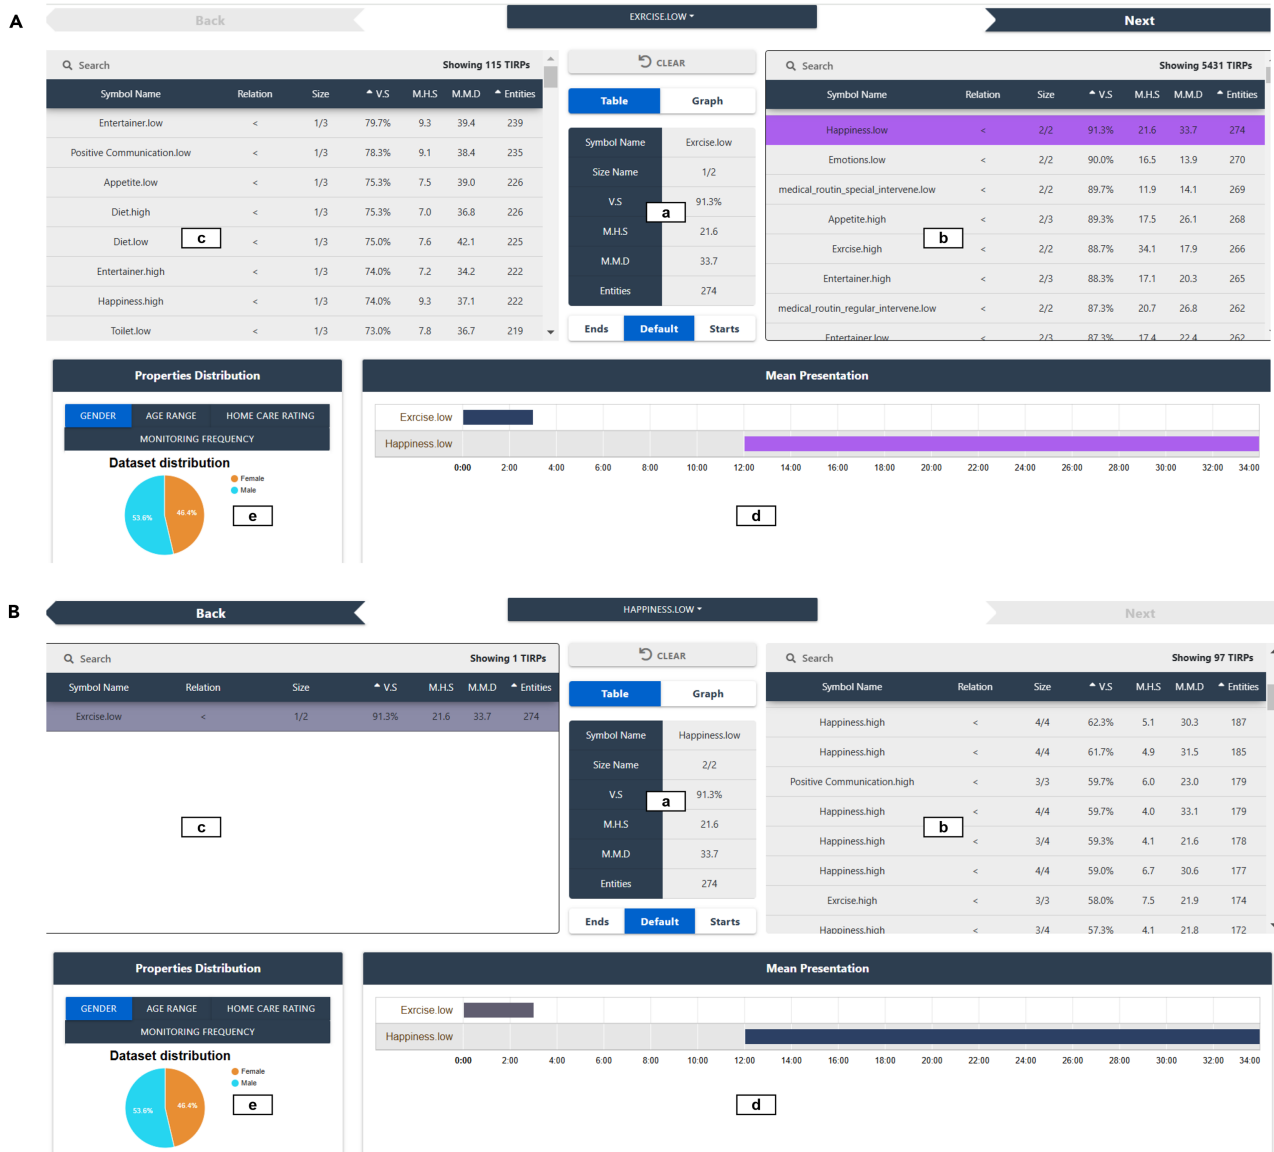 A
Back
EXRCISE.LOW
Next
Search Showing 115 TIRPs
Symbol Name Relation Size V.S M.H.S M.M.D Entities
Entertainer.low < 1/3 79.7% 9.3 39.4 239
Positive Communication.low < 1/3 78.3% 9.1 38.4 235
Appetite.low < 1/3 75.3% 7.5 39.0 226
Diet.high < 1/3 75.3% 7.0 36.8 226
Diet.low < 1/3 75.0% 7.6 42.1 225
Entertainer.high < 1/3 74.0% 7.2 34.2 222
Happiness.high < 1/3 74.0% 9.3 37.1 222
Toilet.low < 1/3 73.0% 7.8 36.7 219
c
CLEAR
Table Graph
Symbol Name Exrcise.low
Size Name 1/2
V.S 91.3%
M.H.S 21.6
M.M.D 33.7
Entities 274
a
Ends Default Starts
Search Showing 5431 TIRPs
Symbol Name Relation Size V.S M.H.S M.M.D Entities
Happiness.low < 2/2 91.3% 21.6 33.7 274
Emotions.low < 2/2 90.0% 16.5 13.9 270
medical_routin_special_intervene.low < 2/2 89.7% 11.9 14.1 269
Appetite.high < 2/3 89.3% 17.5 26.1 268
Exrcise.high < 2/2 88.7% 34.1 17.9 266
Entertainer.high < 2/3 88.3% 17.1 20.3 265
medical_routin_regular_intervene.low < 2/2 87.3% 20.7 26.8 262
Entertainer.low < 2/3 87.3% 17.4 22.4 262
b
Properties Distribution
GENDER AGE RANGE HOME CARE RATING
MONITORING FREQUENCY
Dataset distribution
Female
Male
53.6% 46.4%
e
Mean Presentation
Exrcise.low
Happiness.low
0:00 2:00 4:00 6:00 8:00 10:00 12:00 14:00 16:00 18:00 20:00 22:00 24:00 26:00 28:00 30:00 32:00 34:00
d
B
Back
HAPPINESS.LOW
Next
Search Showing 1 TIRPs
Symbol Name Relation Size V.S M.H.S M.M.D Entities
Exrcise.low < 1/2 91.3% 21.6 33.7 274
c
CLEAR
Table Graph
Symbol Name Happiness.low
Size Name 2/2
V.S 91.3%
M.H.S 21.6
M.M.D 33.7
Entities 274
a
Ends Default Starts
Search Showing 97 TIRPs
Symbol Name Relation Size V.S M.H.S M.M.D Entities
Happiness.high < 4/4 62.3% 5.1 30.3 187
Happiness.high < 4/4 61.7% 4.9 31.5 185
Positive Communication.high < 3/3 59.7% 6.0 23.0 179
Happiness.high < 4/4 59.7% 4.0 33.1 179
Happiness.high < 3/4 59.3% 4.1 21.6 178
Happiness.high < 4/4 59.0% 6.7 30.6 177
Exrcise.high < 3/3 58.0% 7.5 21.9 174
Happiness.high < 3/4 57.3% 4.1 21.8 172
b
Properties Distribution
GENDER AGE RANGE HOME CARE RATING
MONITORING FREQUENCY
Dataset distribution
Female
Male
53.6% 46.4%
e
Mean Presentation
Exrcise.low
Happiness.low
0:00 2:00 4:00 6:00 8:00 10:00 12:00 14:00 16:00 18:00 20:00 22:00 24:00 26:00 28:00 30:00 32:00 34:00
d